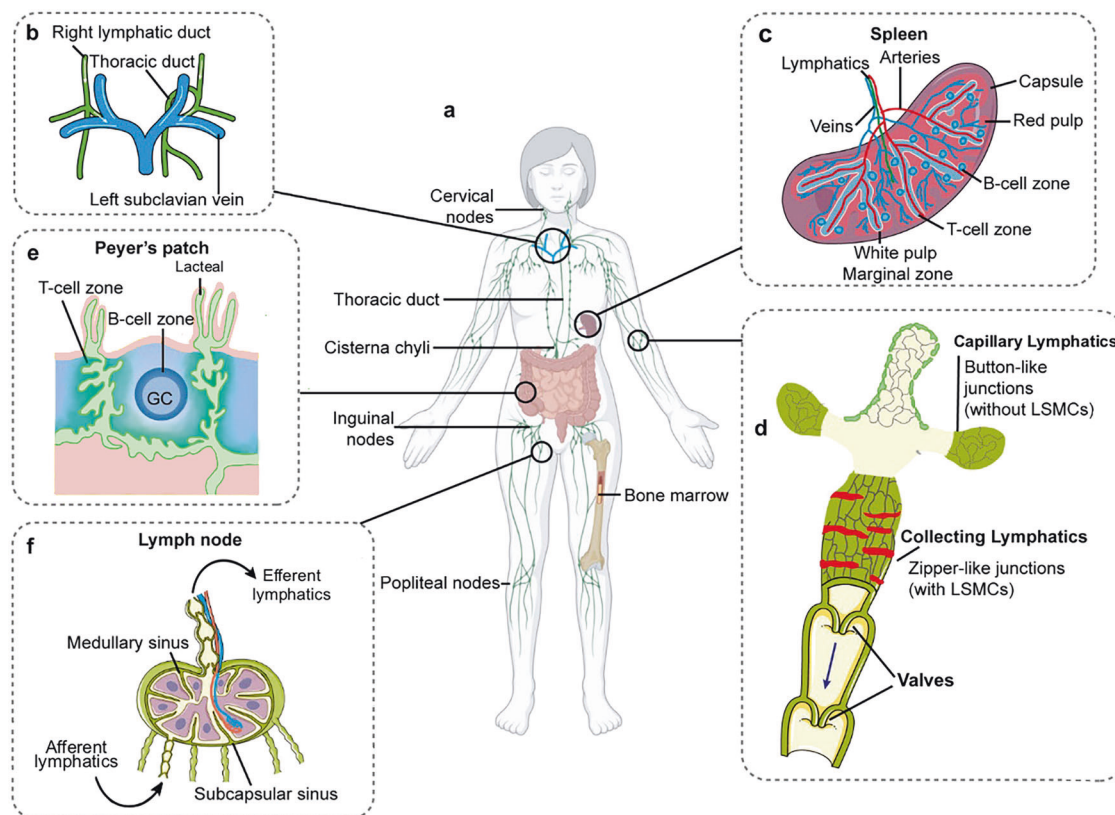 b
Right lymphatic duct
Thoracic duct
Left subclavian vein
a
Cervical
nodes
Thoracic duct
Cisterna chyli
Inguinal
nodes
Bone marrow
Popliteal nodes
c
Spleen
Lymphatics
Arteries
Capsule
Veins
Red pulp
B-cell zone
T-cell zone
White pulp
Marginal zone
e
Peyer's patch
Lacteal
T-cell zone
B-cell zone
GC
d
Capillary Lymphatics
Button-like
junctions
(without LSMCs)
Collecting Lymphatics
Zipper-like junctions
(with LSMCs)
Valves
f
Lymph node
Efferent
lymphatics
Medullary sinus
Afferent
lymphatics
Subcapsular sinus